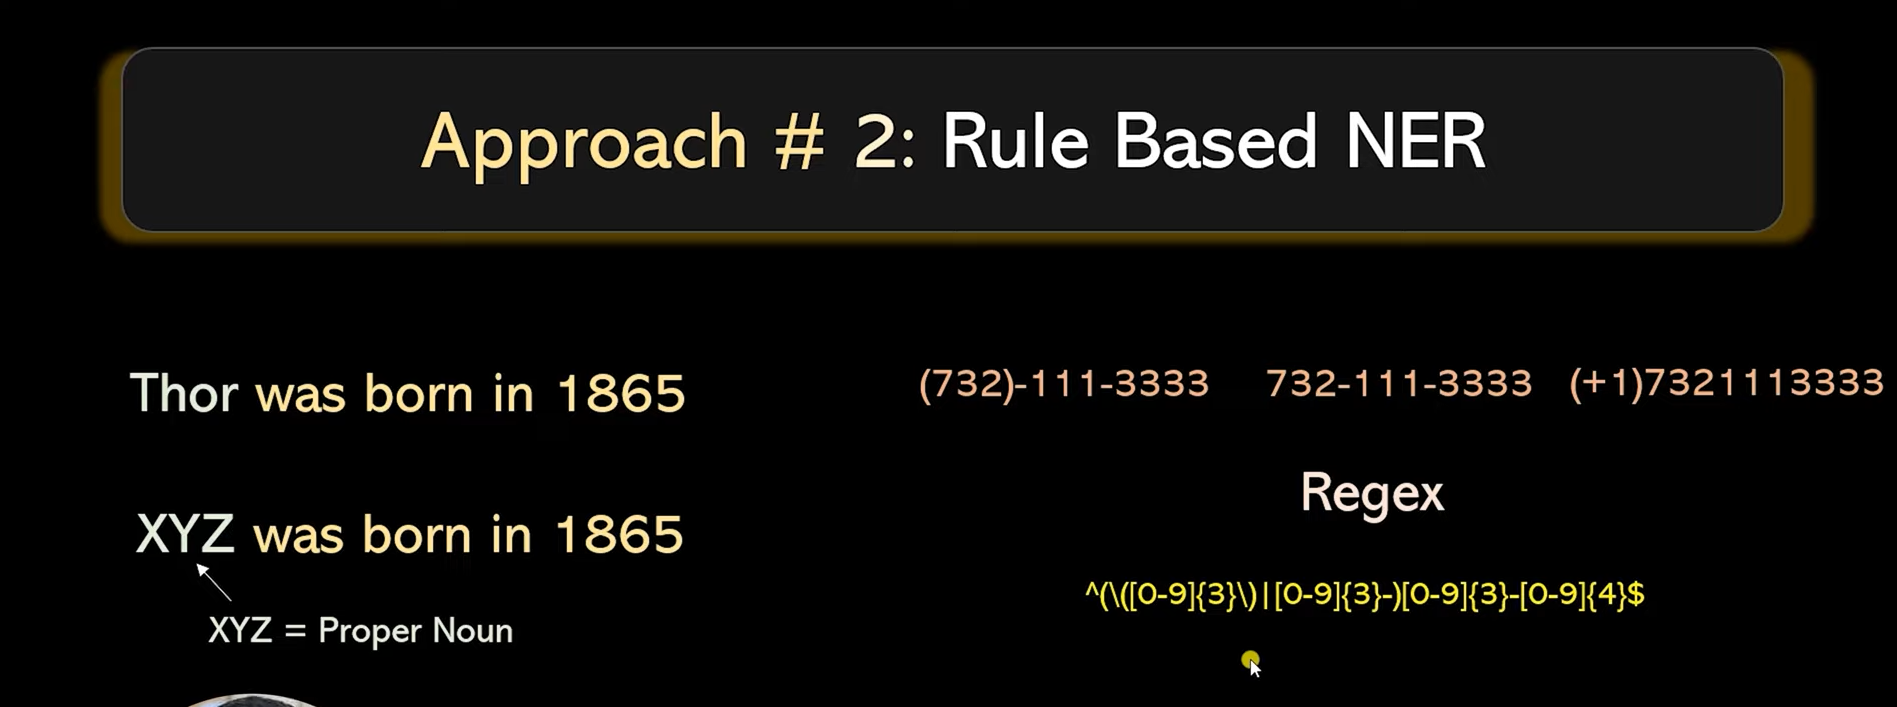 Approach # 2: Rule Based NER
Thor was born in 1865
XYZ was born in 1865
XYZ = Proper Noun
(732)-111-3333 732-111-3333 (+1)7321113333
Regex
^(\([0-9]{3}\)|[0-9]{3}-)[0-9]{3}-[0-9]{4}$